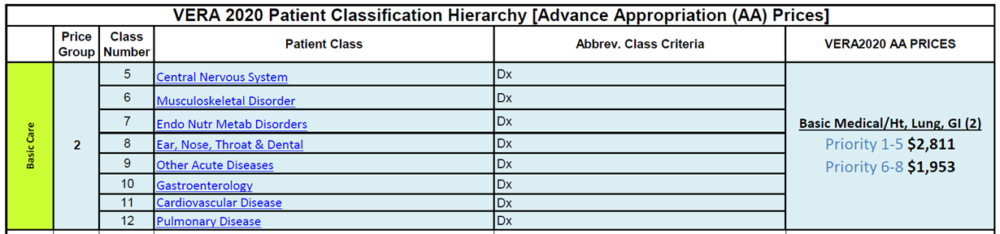 VERA 2020 Patient Classification Hierarchy [Advance Appropriation (AA) Prices]
Price Group Class Number Patient Class Abbrev. Class Criteria VERA2020 AA PRICES
Basic Care
2
5 Central Nervous System Dx
6 Musculoskeletal Disorder Dx
7 Endo Nutr Metab Disorders Dx
8 Ear, Nose, Throat & Dental Dx
9 Other Acute Diseases Dx
10 Gastroenterology Dx
11 Cardiovascular Disease Dx
12 Pulmonary Disease Dx
Basic Medical/Ht, Lung, GI (2)
Priority 1-5 $2,811
Priority 6-8 $1,953